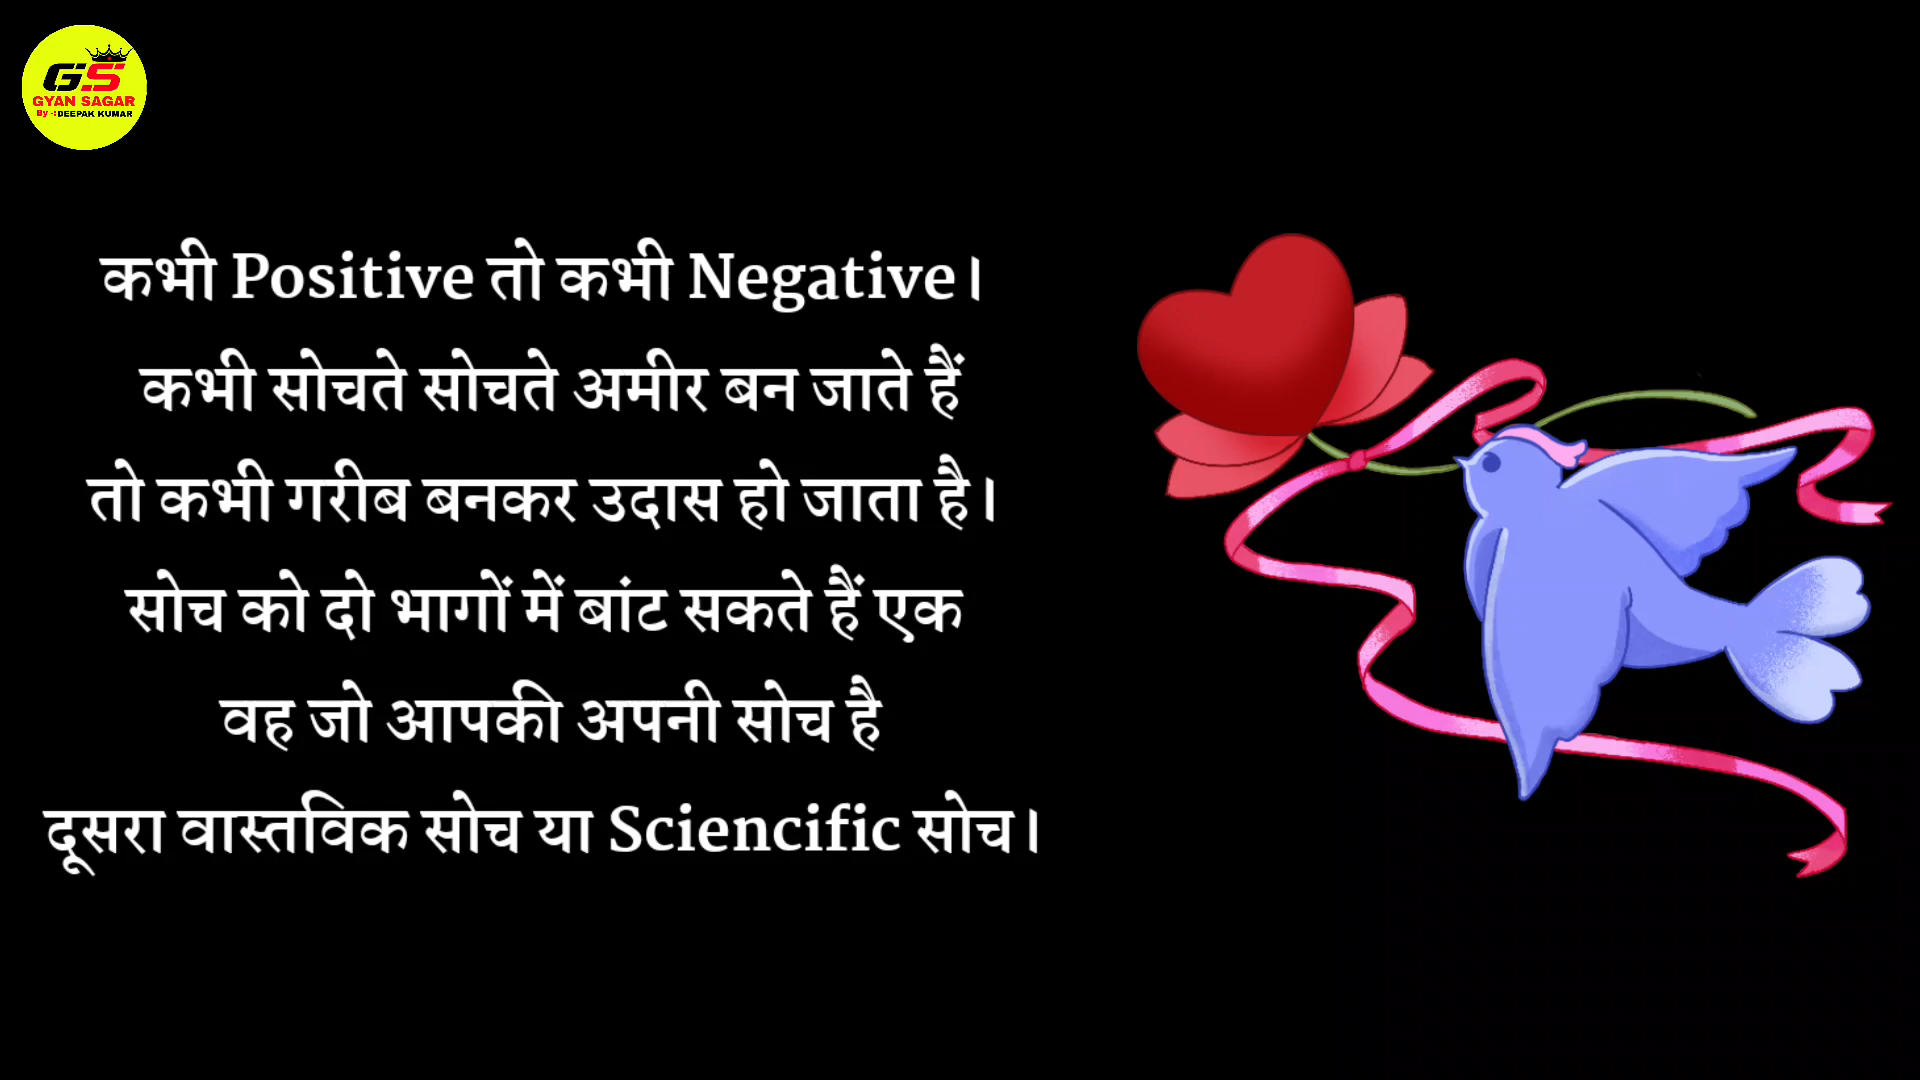 GS
GYAN SAGAR
By -: DEEPAK KUMAR
कभी Positive तो कभी Negative।
कभी सोचते सोचते अमीर बन जाते हैं
तो कभी गरीब बनकर उदास हो जाता है।
सोच को दो भागों में बांट सकते हैं एक
वह जो आपकी अपनी सोच है
दूसरा वास्तविक सोच या Sciencific सोच।